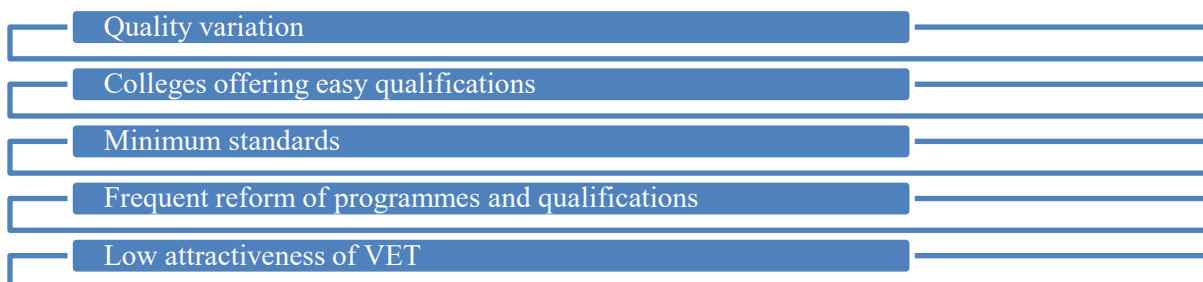 Quality variation
Colleges offering easy qualifications
Minimum standards
Frequent reform of programmes and qualifications
Low attractiveness of VET